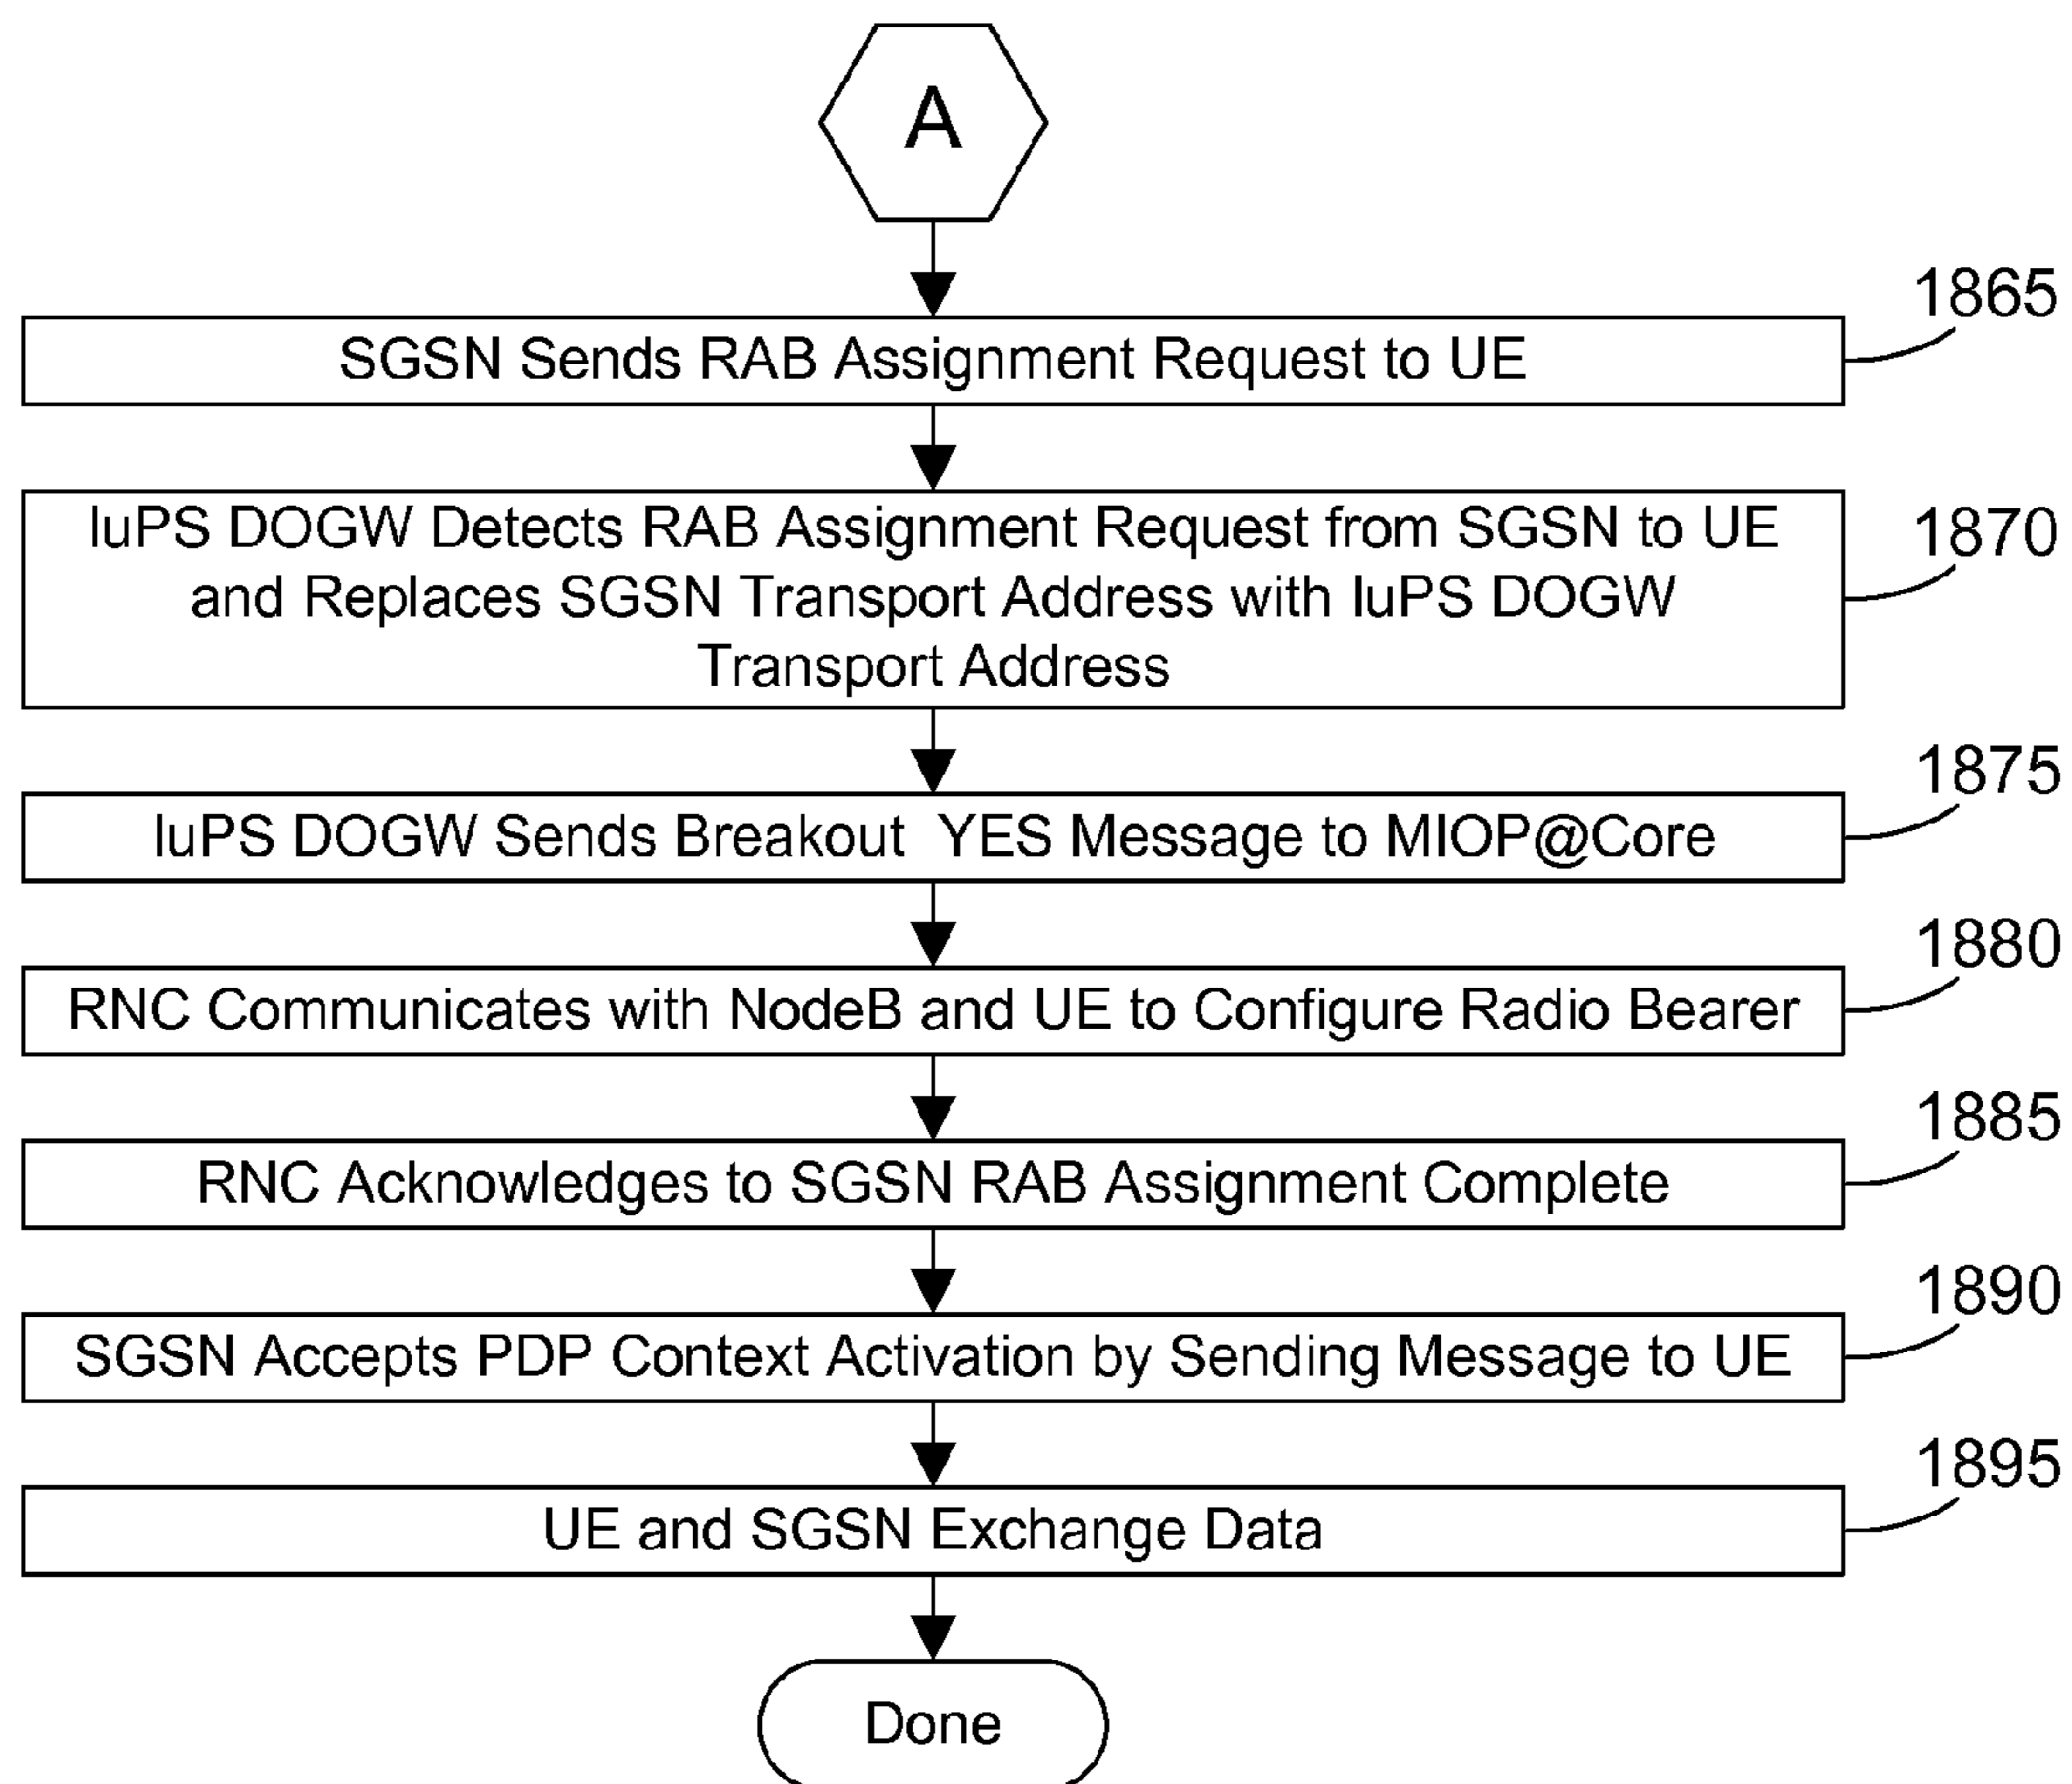 A
1865
SGSN Sends RAB Assignment Request to UE
1870
IuPS DOGW Detects RAB Assignment Request from SGSN to UE
and Replaces SGSN Transport Address with IuPS DOGW
Transport Address
1875
IuPS DOGW Sends Breakout YES Message to MIOP@Core
1880
RNC Communicates with NodeB and UE to Configure Radio Bearer
1885
RNC Acknowledges to SGSN RAB Assignment Complete
1890
SGSN Accepts PDP Context Activation by Sending Message to UE
1895
UE and SGSN Exchange Data
Done